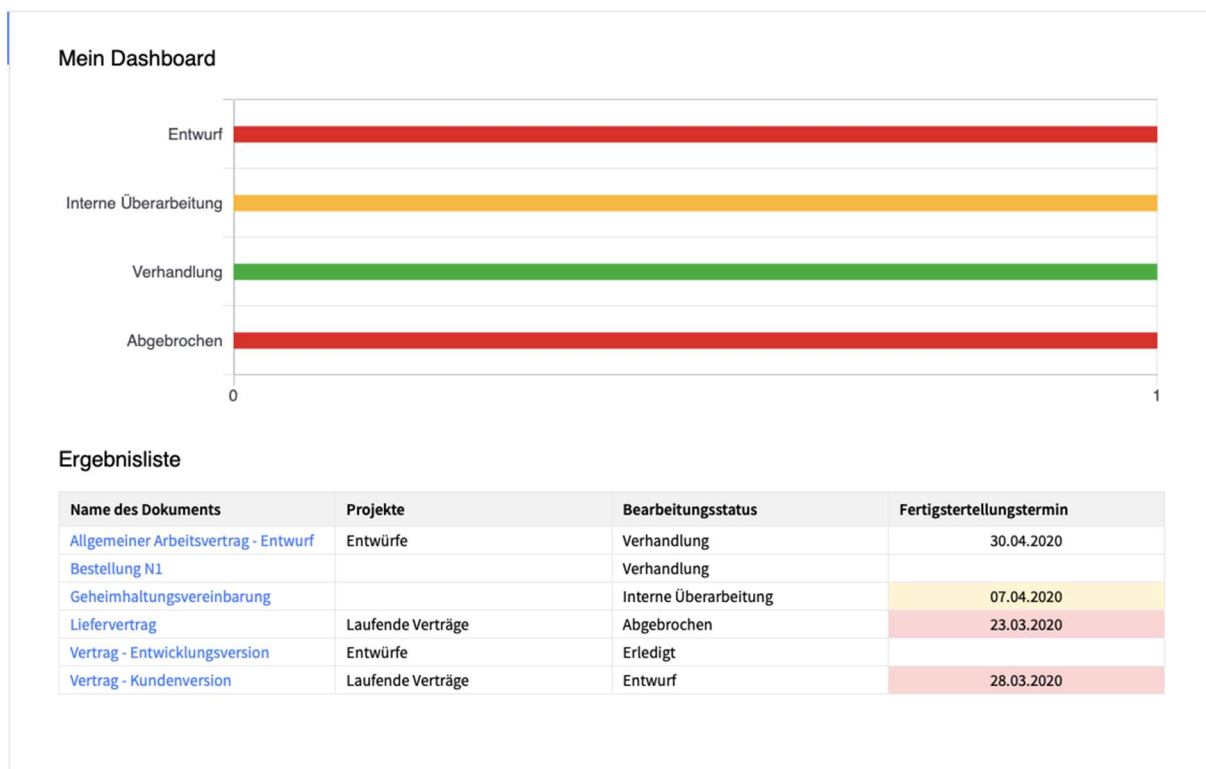 Mein Dashboard
Entwurf
Interne Überarbeitung
Verhandlung
Abgebrochen
0 1
Ergebnisliste
Name des Dokuments Projekte Bearbeitungsstatus Fertigstertellungstermin
Allgemeiner Arbeitsvertrag - Entwurf Entwürfe Verhandlung 30.04.2020
Bestellung N1 Verhandlung
Geheimhaltungsvereinbarung Interne Überarbeitung 07.04.2020
Liefervertrag Laufende Verträge Abgebrochen 23.03.2020
Vertrag - Entwicklungsversion Entwürfe Erledigt
Vertrag - Kundenversion Laufende Verträge Entwurf 28.03.2020